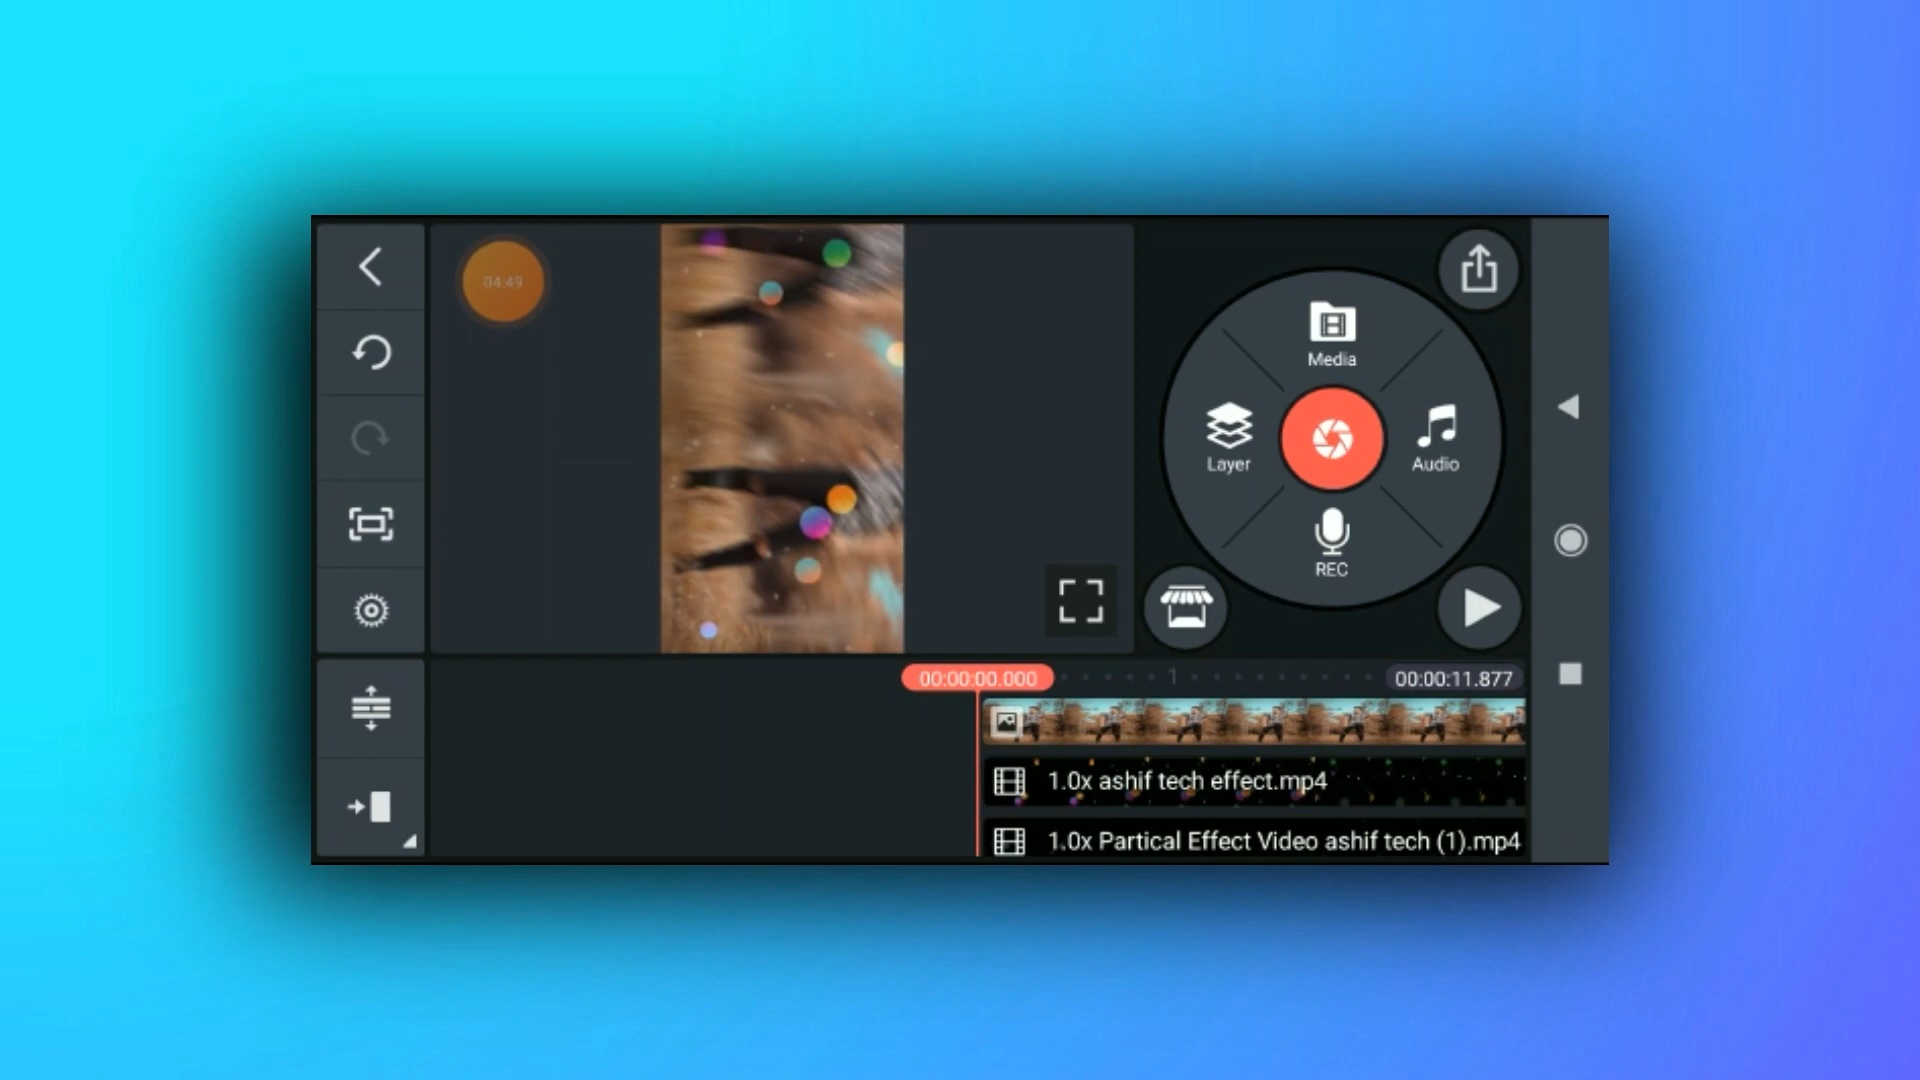 04:49
Media
Layer
Audio
REC
00:00:00.000
1
00:00:11.877
1.0x ashif tech effect.mp4
1.0x Partical Effect Video ashif tech (1).mp4